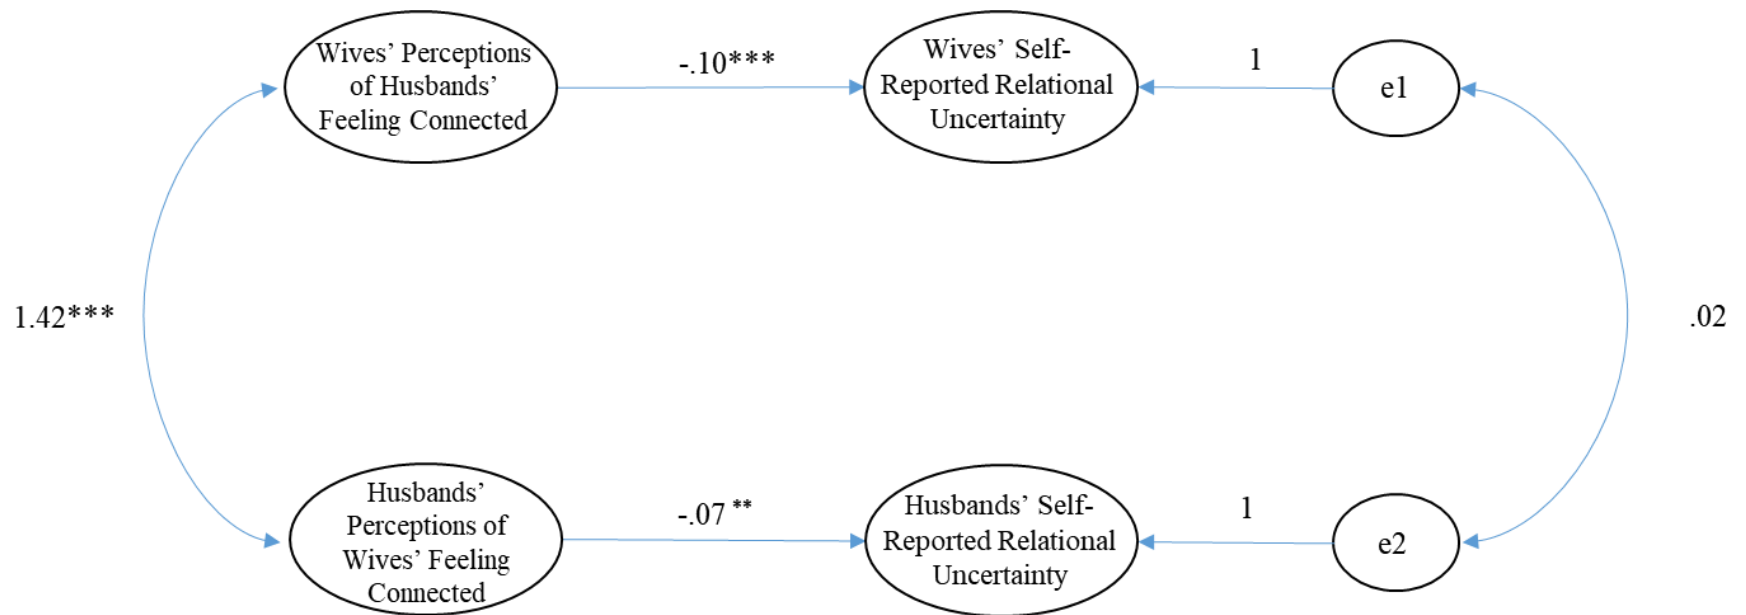 Wives’ Perceptions
of Husbands’
Feeling Connected
-.10***
Wives’ Self-
Reported Relational
Uncertainty
1
e1
1.42***
.02
Husbands’
Perceptions of
Wives’ Feeling
Connected
-.07 **
Husbands’ Self-
Reported Relational
Uncertainty
1
e2